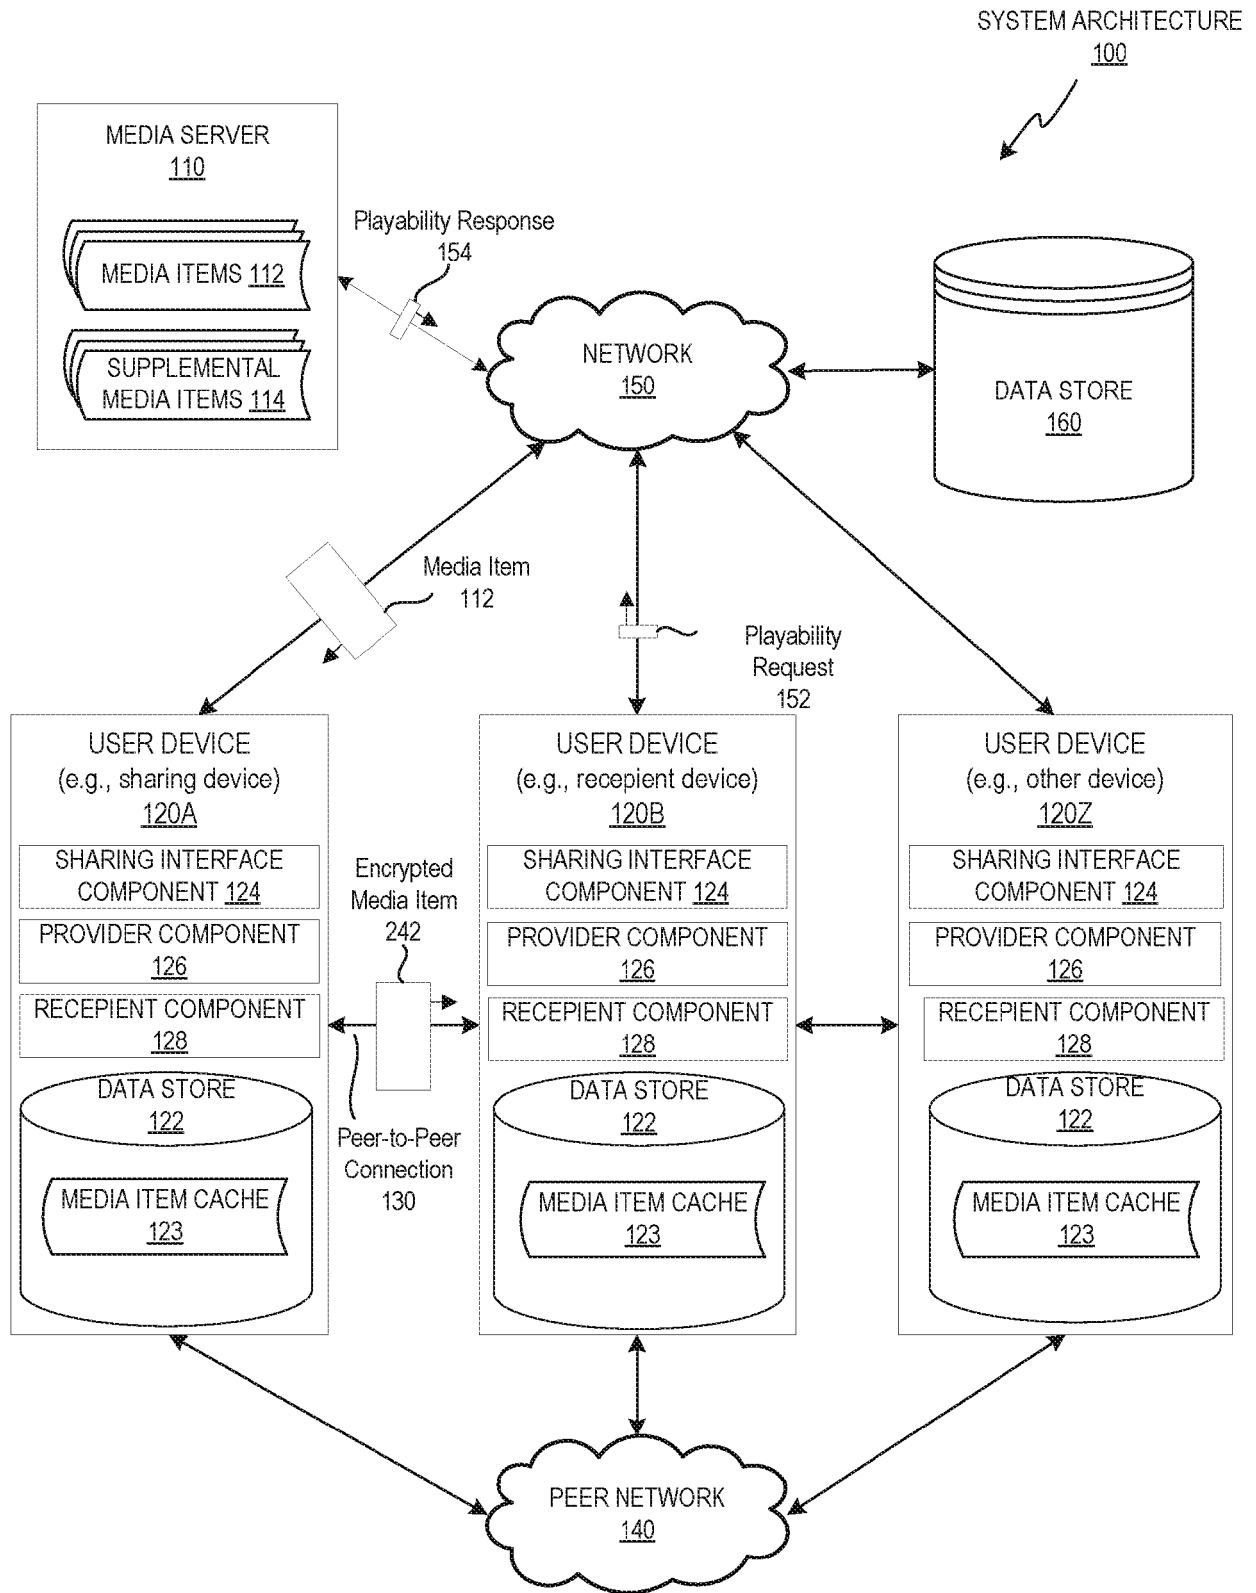 SYSTEM ARCHITECTURE
100
MEDIA SERVER
110
MEDIA ITEMS 112
SUPPLEMENTAL
MEDIA ITEMS 114
Playability Response
154
NETWORK
150
DATA STORE
160
Media Item
112
Playability
Request
152
USER DEVICE
(e.g., sharing device)
120A
SHARING INTERFACE
COMPONENT 124
PROVIDER COMPONENT
126
RECEPIENT COMPONENT
128
DATA STORE
122
MEDIA ITEM CACHE
123
Encrypted
Media Item
242
Peer-to-Peer
Connection
130
USER DEVICE
(e.g., recepient device)
120B
SHARING INTERFACE
COMPONENT 124
PROVIDER COMPONENT
126
RECEPIENT COMPONENT
128
DATA STORE
122
MEDIA ITEM CACHE
123
USER DEVICE
(e.g., other device)
120Z
SHARING INTERFACE
COMPONENT 124
PROVIDER COMPONENT
126
RECEPIENT COMPONENT
128
DATA STORE
122
MEDIA ITEM CACHE
123
PEER NETWORK
140